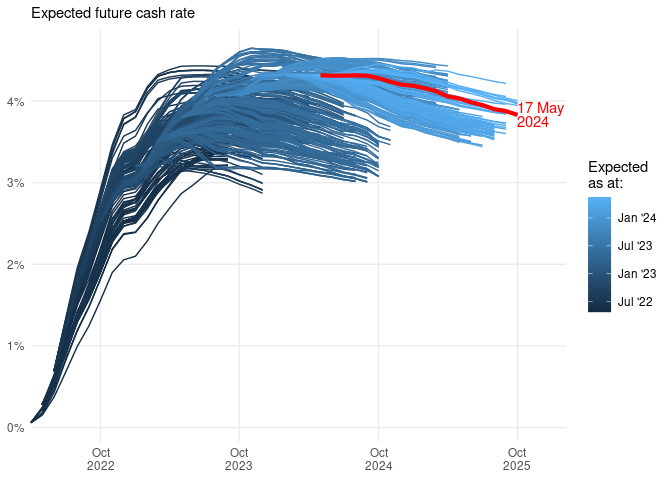 Expected future cash rate
4%
3%
2%
1%
0%
Oct
2022
Oct
2023
Oct
2024
Oct
2025
17 May
2024
Expected
as at:
Jan '24
Jul '23
Jan '23
Jul '22